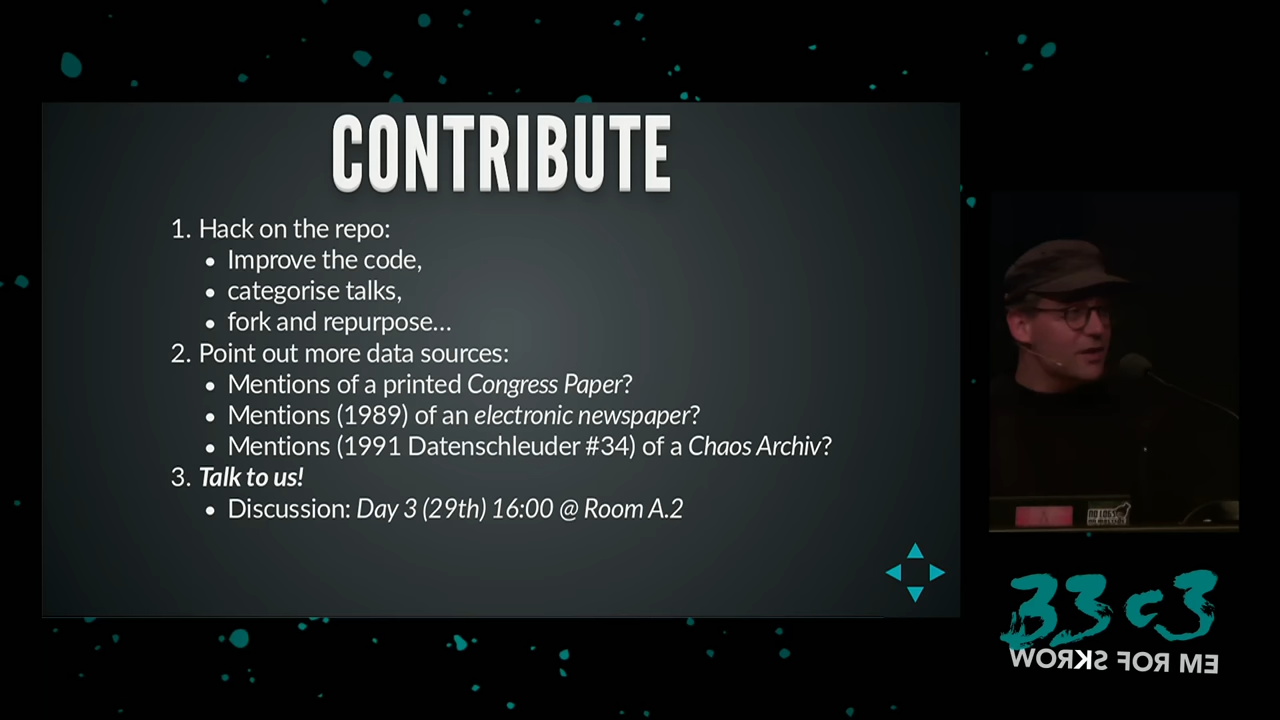 CONTRIBUTE
1. Hack on the repo:
• Improve the code,
• categorise talks,
• fork and repurpose...
2. Point out more data sources:
• Mentions of a printed Congress Paper?
• Mentions (1989) of an electronic newspaper?
• Mentions (1991 Datenschleuder #34) of a Chaos Archiv?
3. Talk to us!
• Discussion: Day 3 (29th) 16:00 @ Room A.2
33c3
WORKS FOR ME